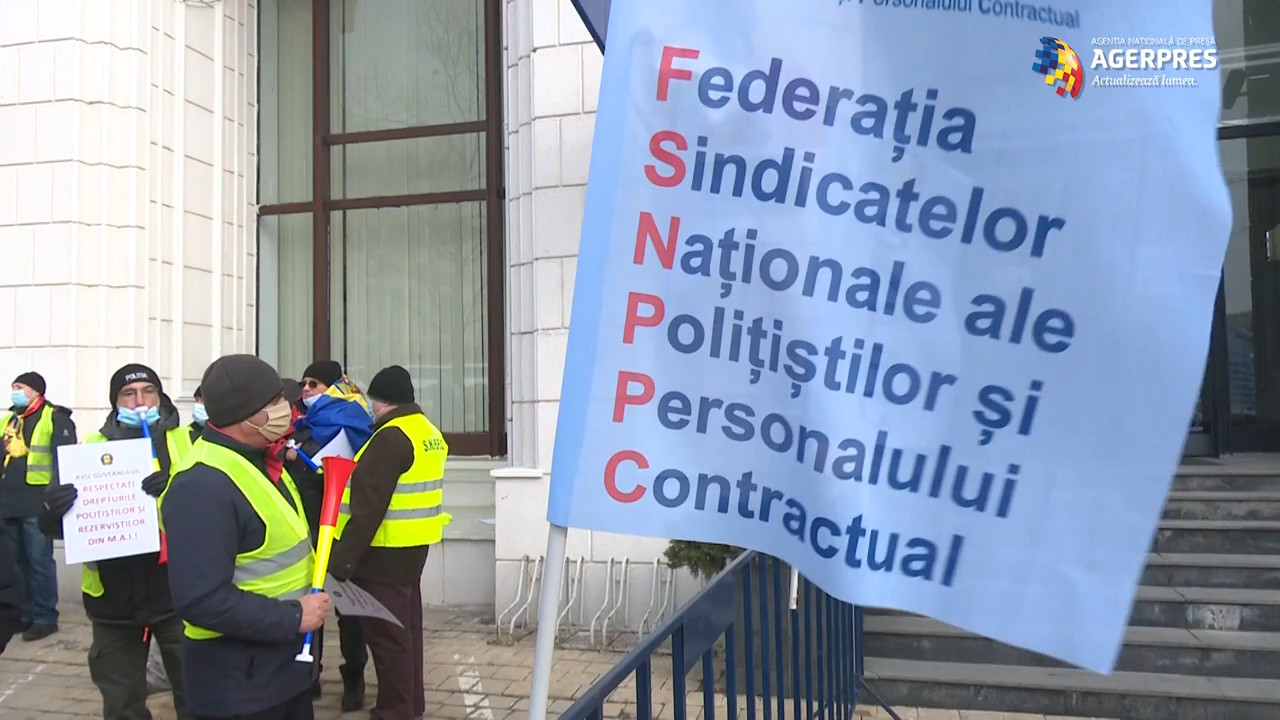 Personalului Contractual
Federația
Sindicatelor
Naționale ale
Polițiștilor și
Personalului
Contractual
AGENȚIA NAȚIONALĂ DE PRESĂ
AGERPRES
Actualizează lumea.
POLIȚIA
AVIZ GUVERNULUI:
RESPECTAȚI
DREPTURILE
POLIȚIȘTILOR ȘI
REZERVIȘTILOR
DIN M.A.I.!